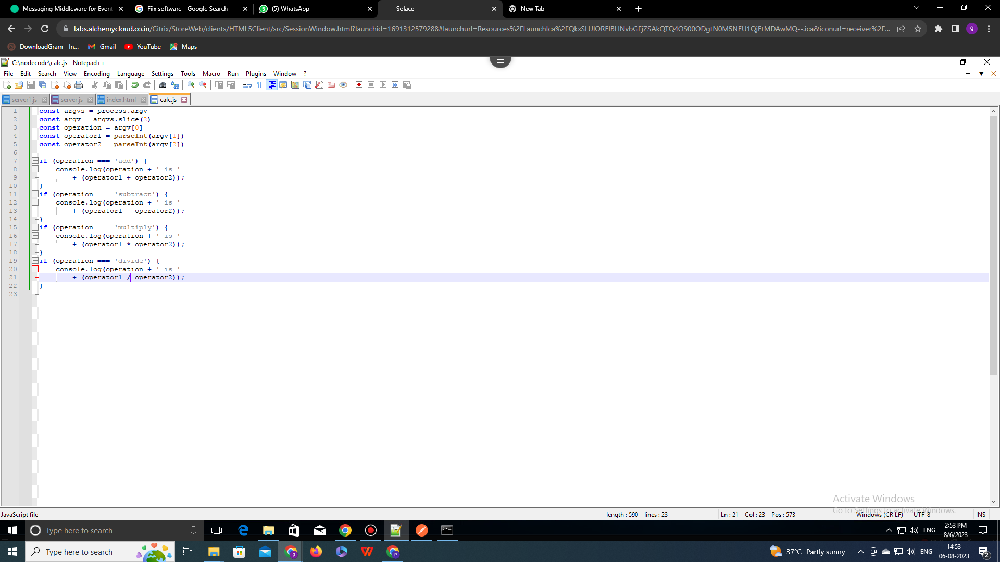 Messaging Middleware for Event
Fiix software - Google Search
(5) WhatsApp
Solace
New Tab
labs.alchemycloud.co.in/Citrix/StoreWeb/clients/HTML5Client/src/SessionWindow.html?launchid=1691312579288#launchurl=Resources%2FLaunchIca%2FQkxSLUlOREIBLINvbGFjZSAkQTQ4OS00ODgtN0M5NEU1QjEtMDAwMQ--.ica&iconurl=receiver%2F...
g
DownloadGram - In...
Gmail
YouTube
Maps
C:\nodecode\calc.js - Notepad++
File Edit Search View Encoding Language Settings Tools Macro Run Plugins Window ?
server1.js
server.js
index.html
calc.js
1 const argvs = process.argv
2 const argv = argvs.slice(2)
3 const operation = argv[0]
4 const operator1 = parseInt(argv[1])
5 const operator2 = parseInt(argv[2])
6
7 if (operation === 'add') {
8 console.log(operation + ' is '
9 + (operator1 + operator2));
10 }
11 if (operation === 'subtract') {
12 console.log(operation + ' is '
13 + (operator1 - operator2));
14 }
15 if (operation === 'multiply') {
16 console.log(operation + ' is '
17 + (operator1 * operator2));
18 }
19 if (operation === 'divide') {
20 console.log(operation + ' is '
21 + (operator1 / operator2));
22 }
23
Activate Windows
Go to Settings to activate Windows.
JavaScript file
length : 590 lines : 23
Ln : 21 Col : 23 Pos : 573
Windows (CR LF)
UTF-8
INS
Type here to search
ENG
2:53 PM
8/6/2023
Type here to search
37°C Partly sunny
ENG
14:53
06-08-2023
2